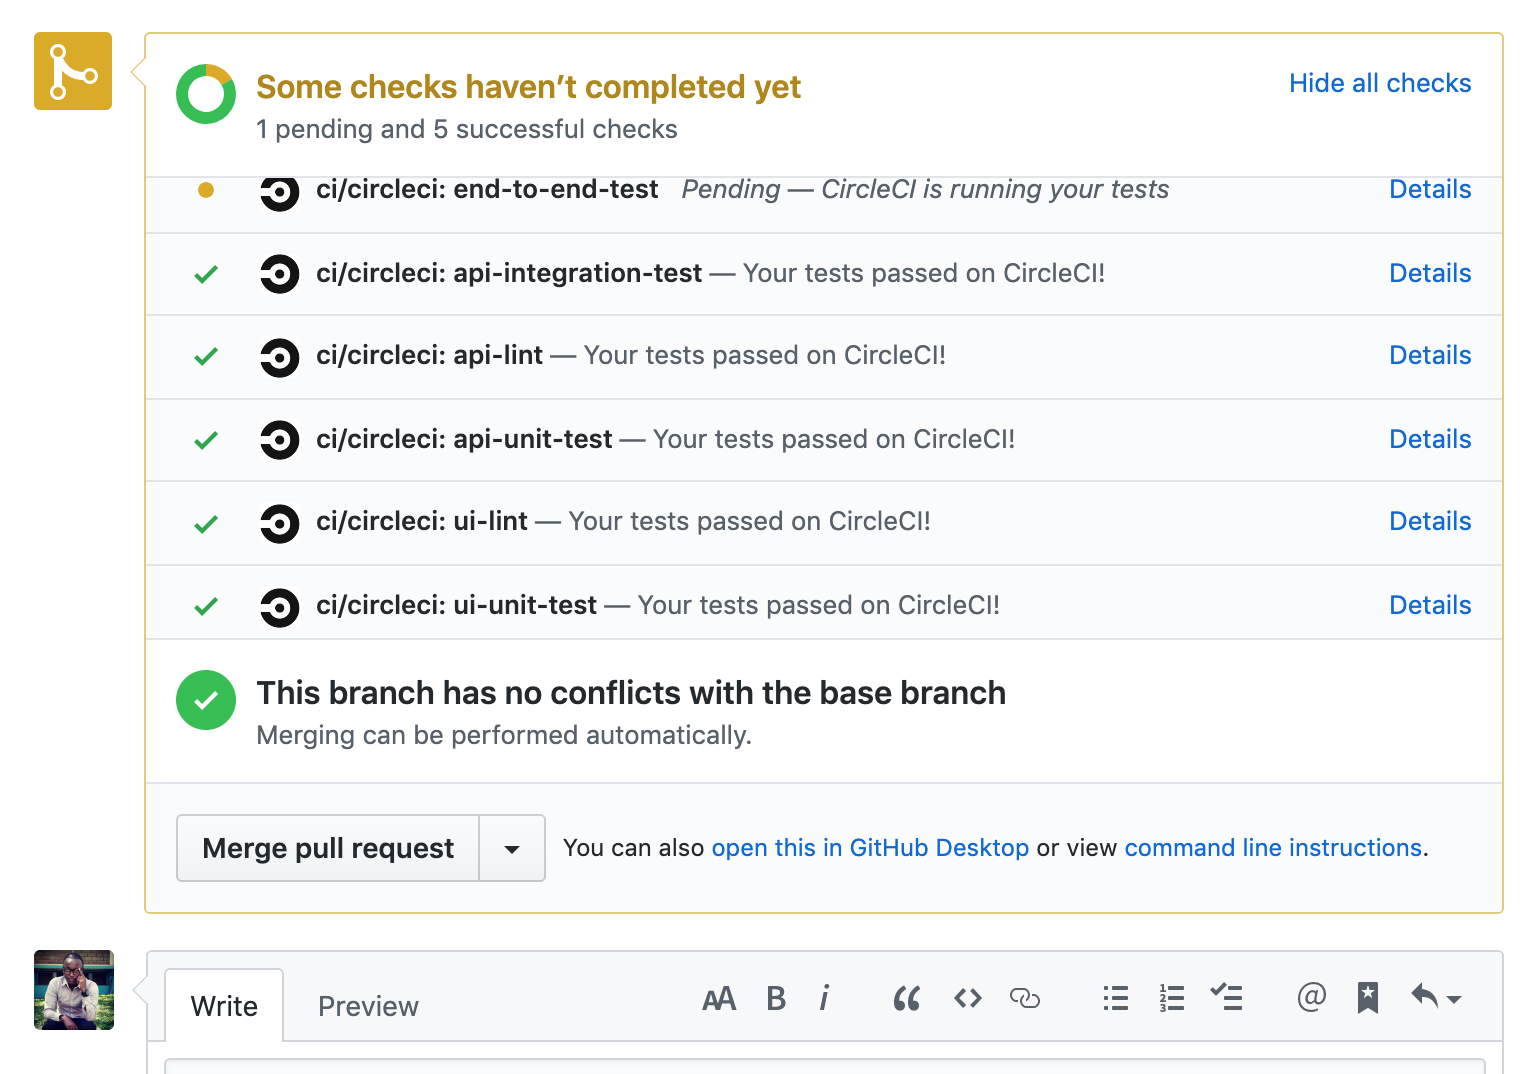 Some checks haven’t completed yet
Hide all checks
1 pending and 5 successful checks
ci/circleci: end-to-end-test Pending — CircleCI is running your tests Details
ci/circleci: api-integration-test — Your tests passed on CircleCI! Details
ci/circleci: api-lint — Your tests passed on CircleCI! Details
ci/circleci: api-unit-test — Your tests passed on CircleCI! Details
ci/circleci: ui-lint — Your tests passed on CircleCI! Details
ci/circleci: ui-unit-test — Your tests passed on CircleCI! Details
This branch has no conflicts with the base branch
Merging can be performed automatically.
Merge pull request You can also open this in GitHub Desktop or view command line instructions.
Write Preview AA B i